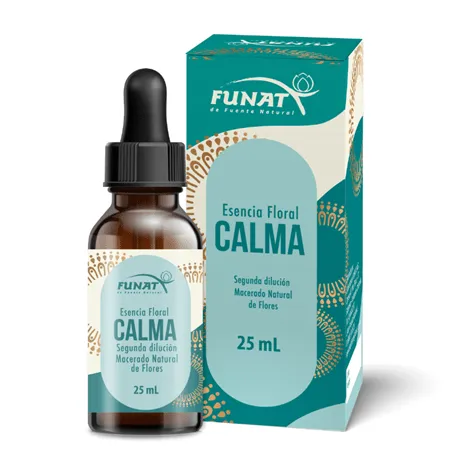 FUNAT
FUNAT
de Fuente Natural
Esencia Floral
CALMA
Segunda dilución
Macerado Natural
de Flores
25 mL
FUNAT
de Fuente Natural
Esencia Floral
CALMA
Segunda dilución
Macerado Natural
de Flores
25 mL